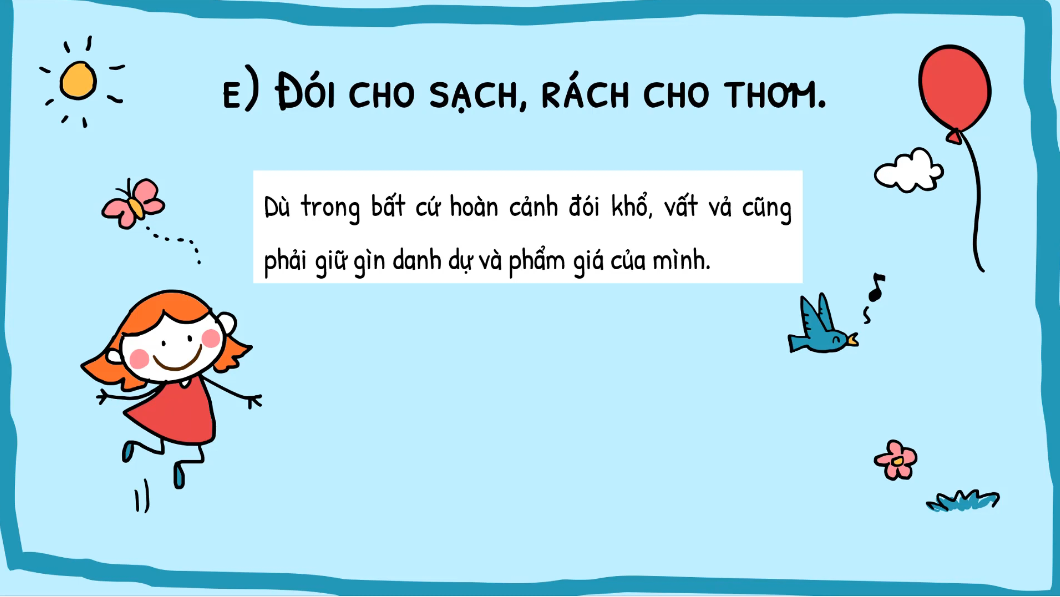 E) Đói cho sạch, rách cho thơm.
Dù trong bất cứ hoàn cảnh đói khổ, vất vả cũng
phải giữ gìn danh dự và phẩm giá của mình.